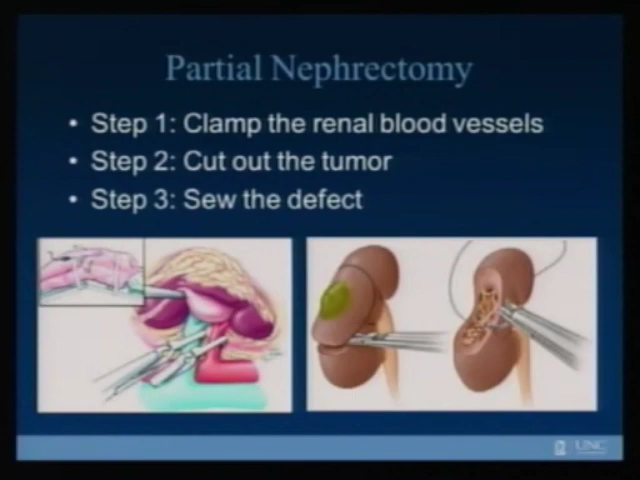 Partial Nephrectomy
• Step 1: Clamp the renal blood vessels
• Step 2: Cut out the tumor
• Step 3: Sew the defect
UNC